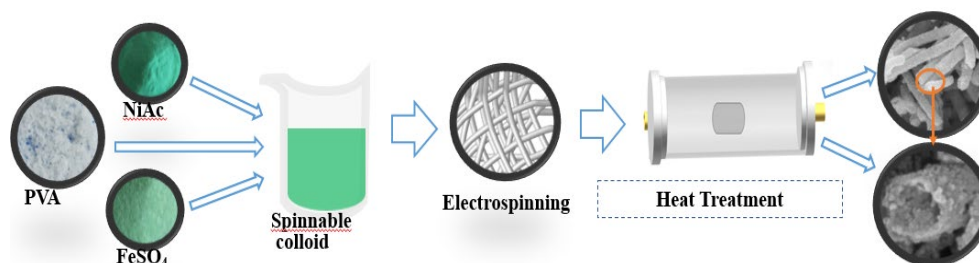 NiAc
PVA
FeSO₄
Spinnable
colloid
Electrospinning
Heat Treatment